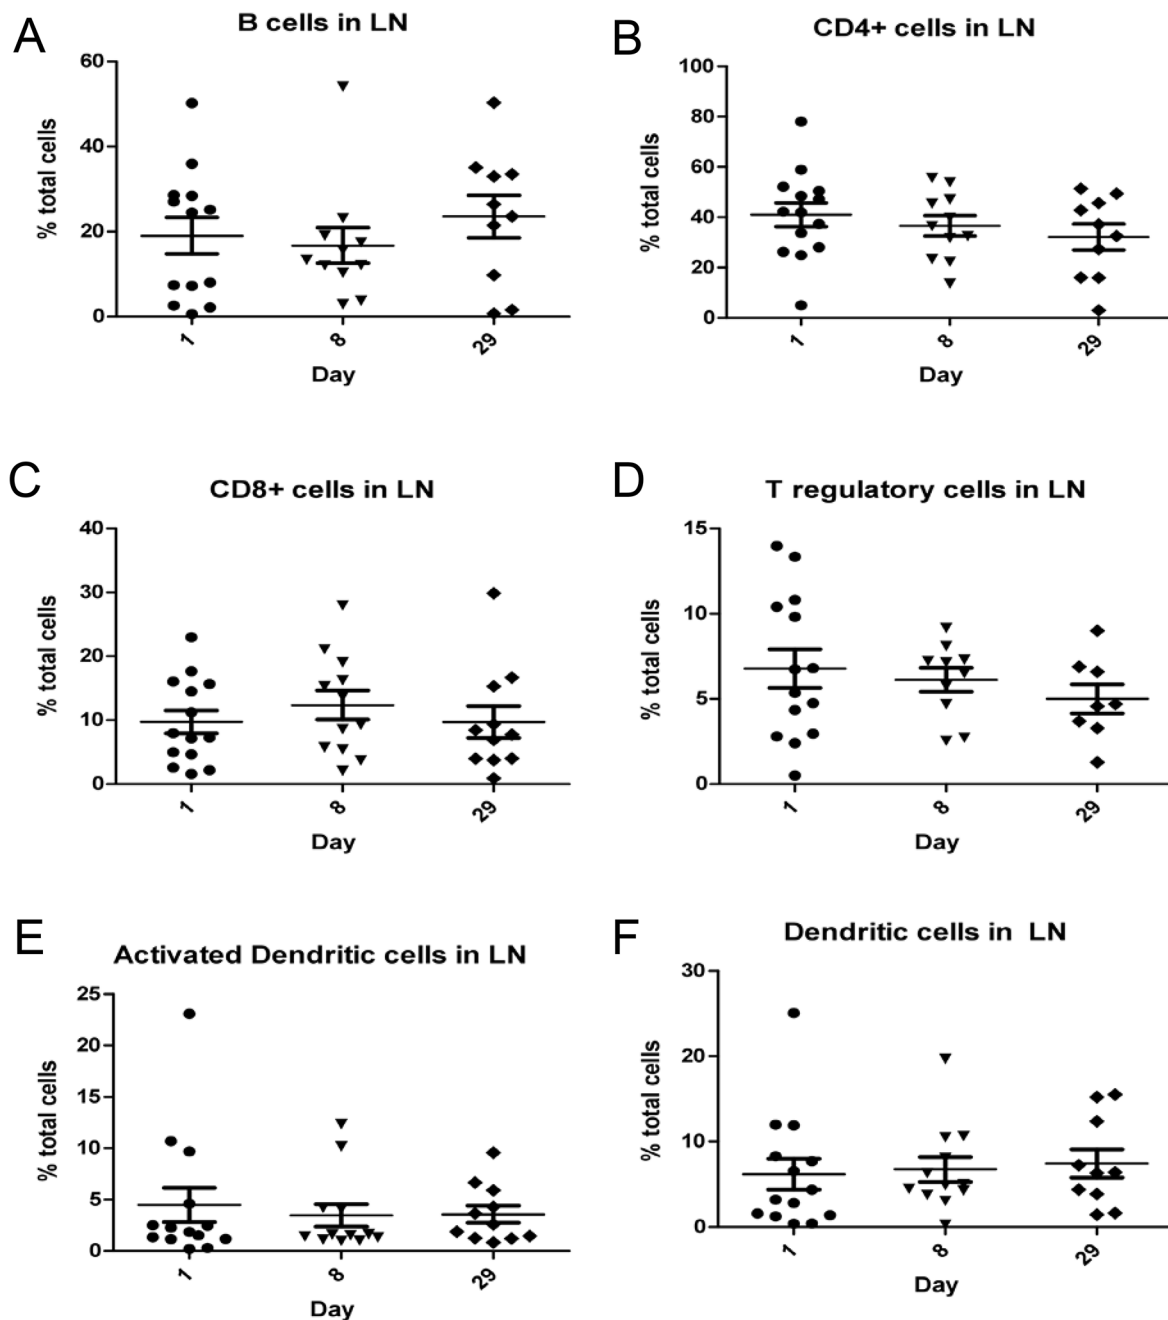 A
B cells in LN
60
40
20
0
% total cells
1
8
29
Day
B
CD4+ cells in LN
100
80
60
40
20
0
% total cells
1
8
29
Day
C
CD8+ cells in LN
40
30
20
10
0
% total cells
1
8
29
Day
D
T regulatory cells in LN
15
10
5
0
% total cells
1
8
29
Day
E
Activated Dendritic cells in LN
25
20
15
10
5
0
% total cells
1
8
29
Day
F
Dendritic cells in LN
30
20
10
0
% total cells
1
8
29
Day